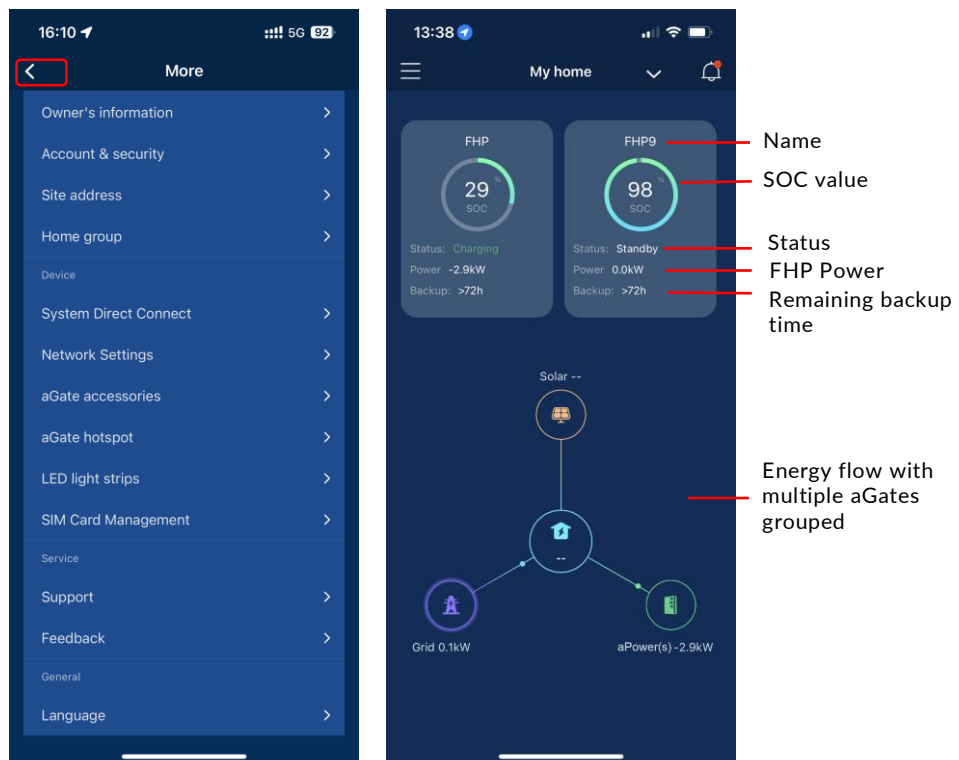 16:10
5G 92
More
Owner's information
Account & security
Site address
Home group
Device
System Direct Connect
Network Settings
aGate accessories
aGate hotspot
LED light strips
SIM Card Management
Service
Support
Feedback
General
Language
13:38
My home
FHP
29 %
SOC
Status: Charging
Power -2.9kW
Backup: >72h
FHP9
98 %
SOC
Status: Standby
Power 0.0kW
Backup: >72h
Name
SOC value
Status
FHP Power
Remaining backup
time
Solar --
--
Grid 0.1kW
aPower(s) -2.9kW
Energy flow with
multiple aGates
grouped